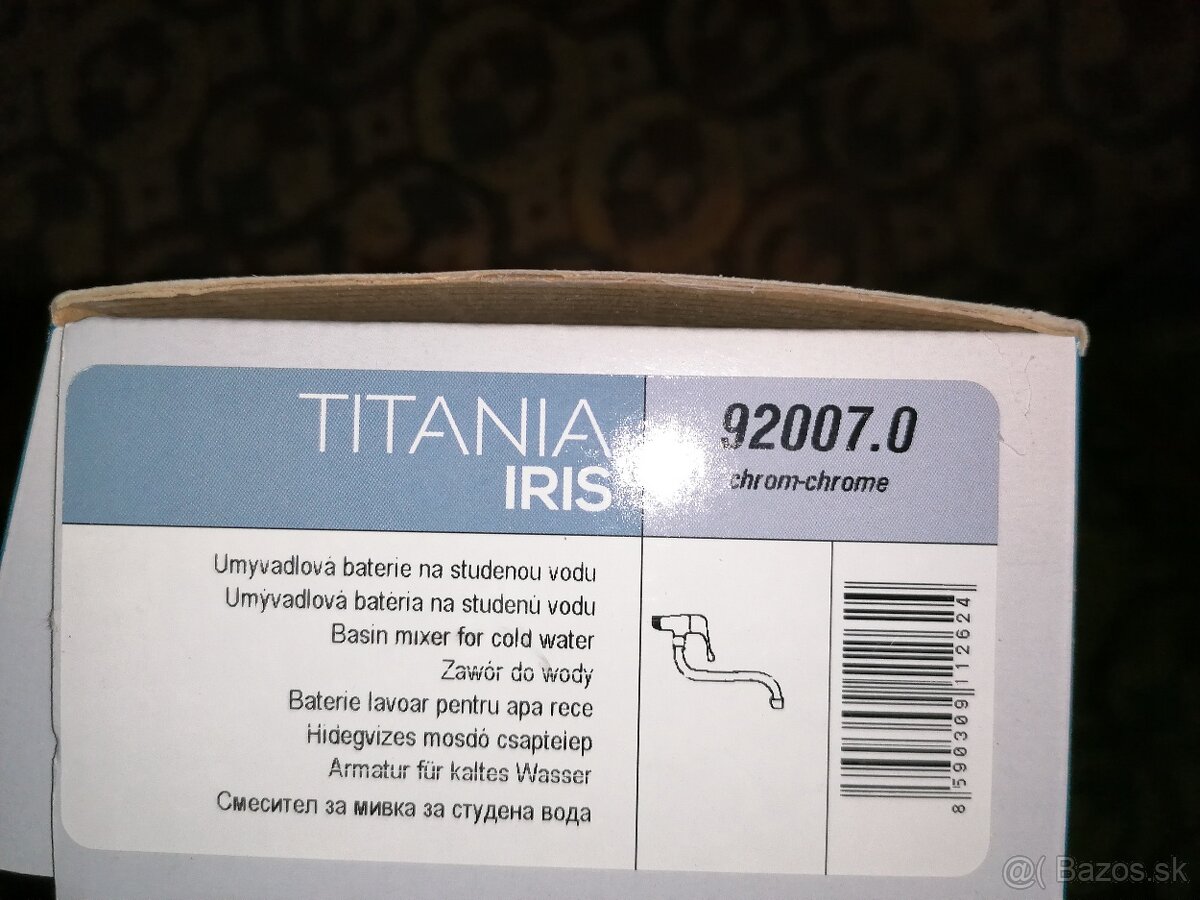 TITANIA
IRIS
92007.0
chrom-chrome
Umyvadlová baterie na studenou vodu
Umývadlová batéria na studenú vodu
Basin mixer for cold water
Zawór do wody
Baterie lavoar pentru apa rece
Hidegvizes mosdó csaptelep
Armatur für kaltes Wasser
Смесител за мивка за студена вода
8 590309 112624
@( Bazos.sk